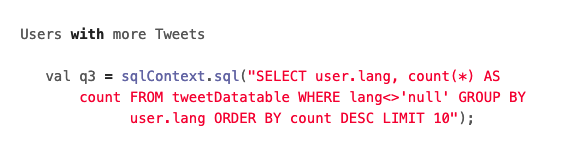 Users with more Tweets
val q3 = sqlContext.sql("SELECT user.lang, count(*) AS
count FROM tweetDatatable WHERE lang<>'null' GROUP BY
user.lang ORDER BY count DESC LIMIT 10");